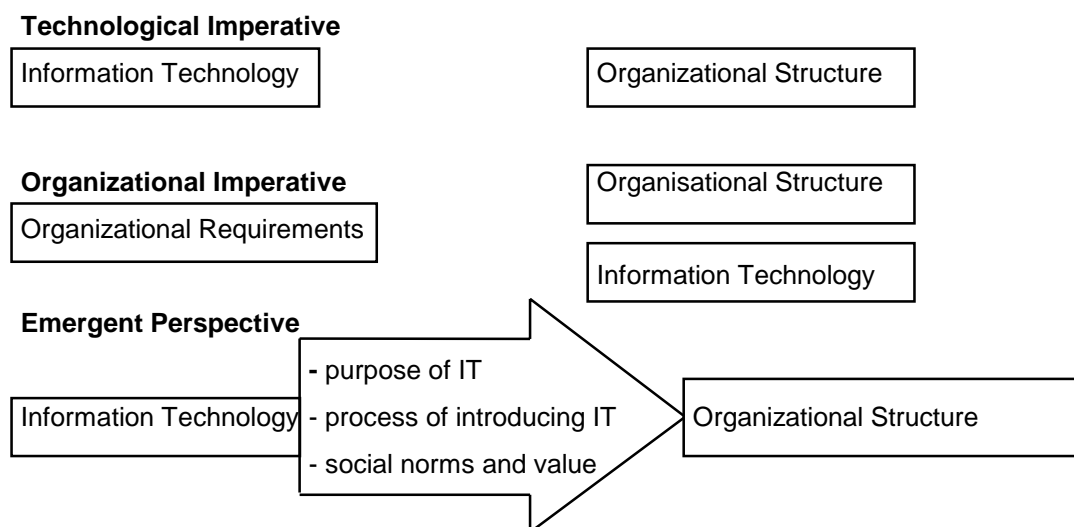 Technological Imperative
Information Technology
Organizational Structure
Organizational Imperative
Organizational Requirements
Organisational Structure
Information Technology
Emergent Perspective
Information Technology
- purpose of IT
- process of introducing IT
- social norms and value
Organizational Structure